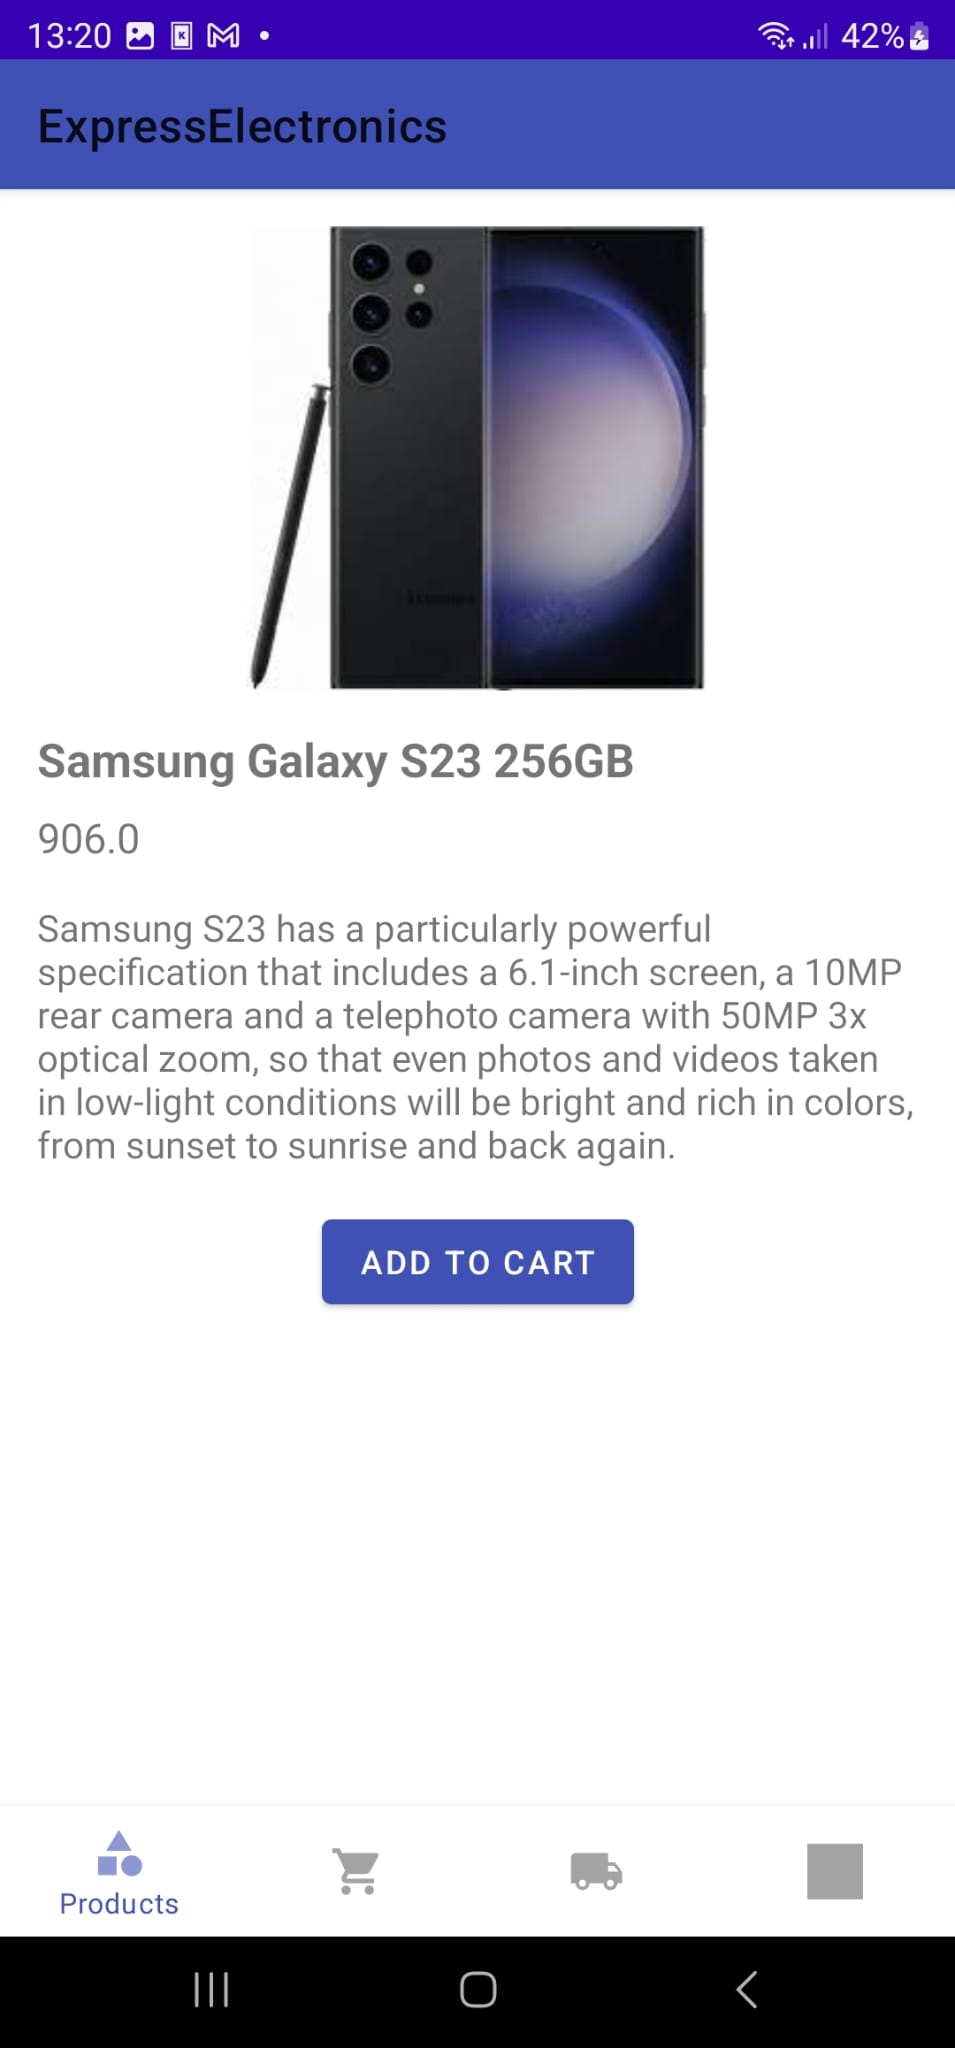 13:20 42%
ExpressElectronics
Samsung Galaxy S23 256GB
906.0
Samsung S23 has a particularly powerful
specification that includes a 6.1-inch screen, a 10MP
rear camera and a telephoto camera with 50MP 3x
optical zoom, so that even photos and videos taken
in low-light conditions will be bright and rich in colors,
from sunset to sunrise and back again.
ADD TO CART
Products